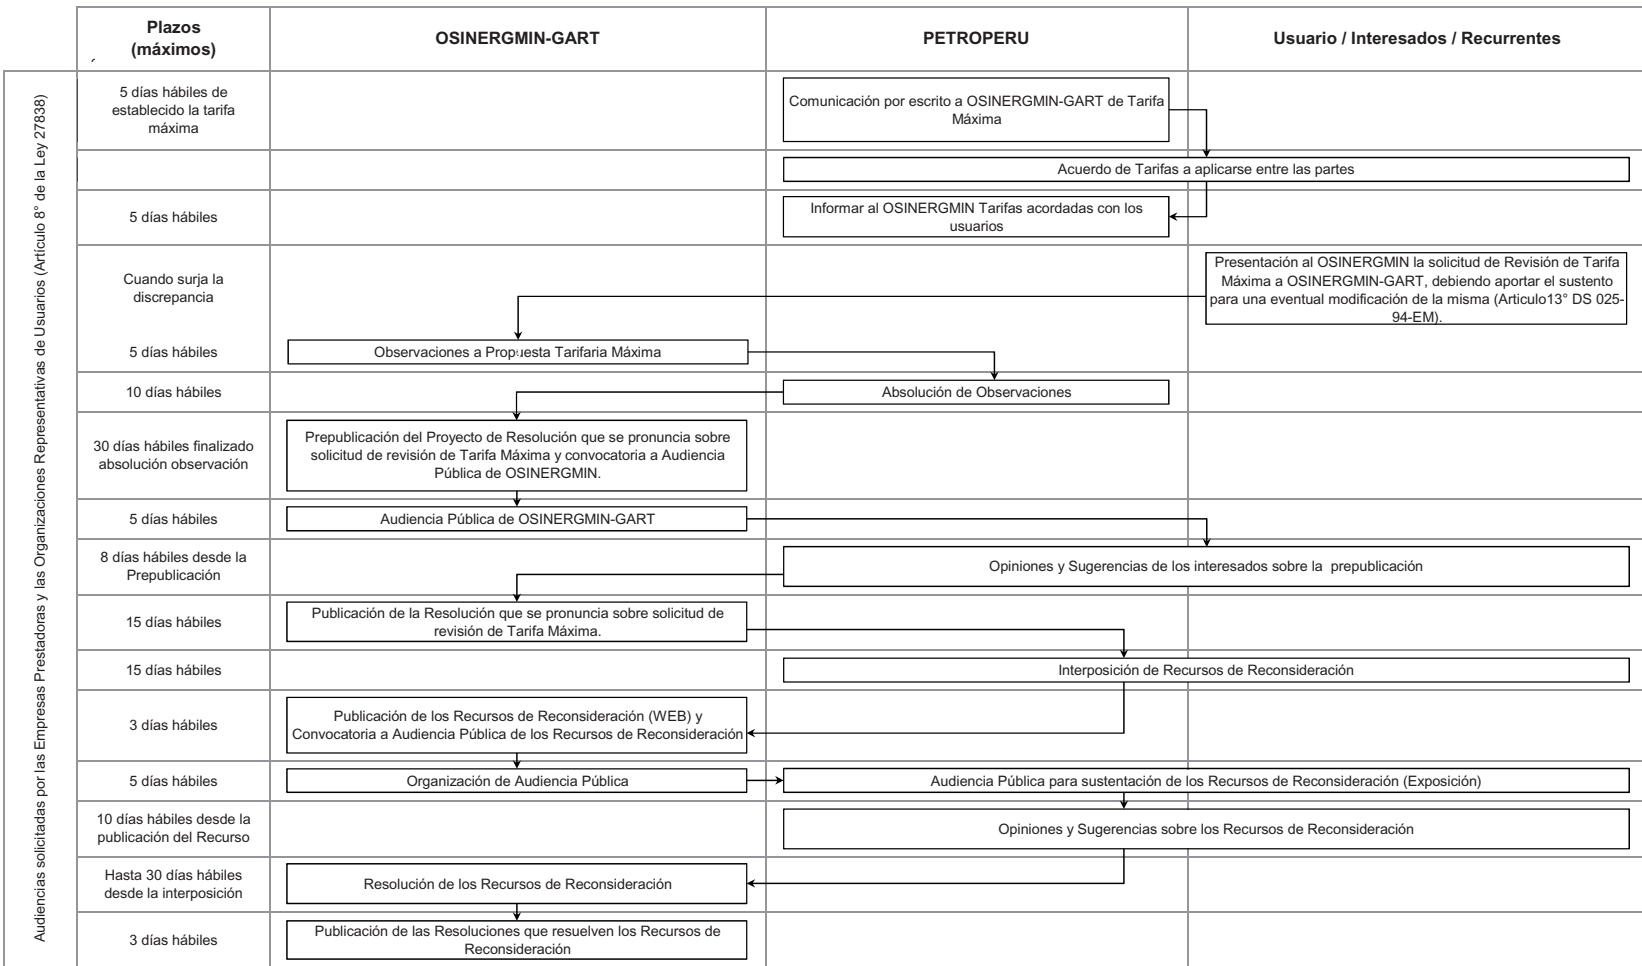 Plazos
(máximos)
OSINERGMIN-GART
PETROPERU
Usuario / Interesados / Recurrentes
Audiencias solicitadas por las Empresas Prestadoras y las Organizaciones Representativas de Usuarios (Artículo 8° de la Ley 27838)
5 días hábiles de
establecido la tarifa
máxima
Comunicación por escrito a OSINERGMIN-GART de Tarifa
Máxima
Acuerdo de Tarifas a aplicarse entre las partes
5 días hábiles
Informar al OSINERGMIN Tarifas acordadas con los
usuarios
Cuando surja la
discrepancia
Presentación al OSINERGMIN la solicitud de Revisión de Tarifa
Máxima a OSINERGMIN-GART, debiendo aportar el sustento
para una eventual modificación de la misma (Articulo13° DS 025-
94-EM).
5 días hábiles
Observaciones a Propuesta Tarifaria Máxima
10 días hábiles
Absolución de Observaciones
30 días hábiles finalizado
absolución observación
Prepublicación del Proyecto de Resolución que se pronuncia sobre
solicitud de revisión de Tarifa Máxima y convocatoria a Audiencia
Pública de OSINERGMIN.
5 días hábiles
Audiencia Pública de OSINERGMIN-GART
8 días hábiles desde la
Prepublicación
Opiniones y Sugerencias de los interesados sobre la prepublicación
15 días hábiles
Publicación de la Resolución que se pronuncia sobre solicitud de
revisión de Tarifa Máxima.
15 días hábiles
Interposición de Recursos de Reconsideración
3 días hábiles
Publicación de los Recursos de Reconsideración (WEB) y
Convocatoria a Audiencia Pública de los Recursos de Reconsideración
5 días hábiles
Organización de Audiencia Pública
Audiencia Pública para sustentación de los Recursos de Reconsideración (Exposición)
10 días hábiles desde la
publicación del Recurso
Opiniones y Sugerencias sobre los Recursos de Reconsideración
Hasta 30 días hábiles
desde la interposición
Resolución de los Recursos de Reconsideración
3 días hábiles
Publicación de las Resoluciones que resuelven los Recursos de
Reconsideración